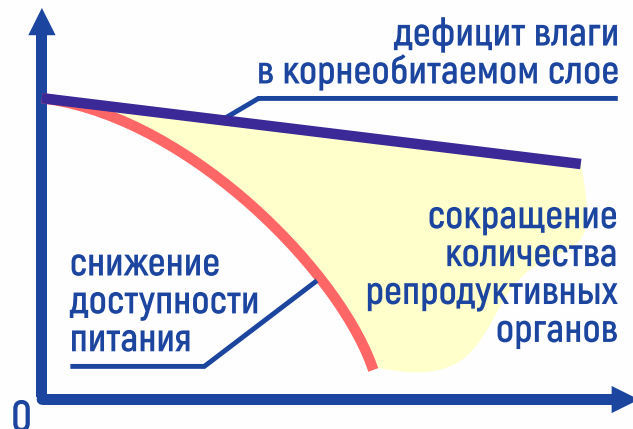 дефицит влаги
в корнеобитаемом слое
сокращение
количества
репродуктивных
органов
снижение
доступности
питания
0